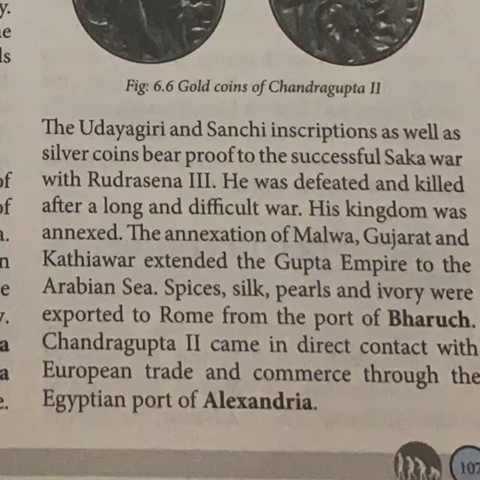 y.
e
ls
Fig: 6.6 Gold coins of Chandragupta II
The Udayagiri and Sanchi inscriptions as well as
silver coins bear proof to the successful Saka war
with Rudrasena III. He was defeated and killed
after a long and difficult war. His kingdom was
annexed. The annexation of Malwa, Gujarat and
Kathiawar extended the Gupta Empire to the
Arabian Sea. Spices, silk, pearls and ivory were
exported to Rome from the port of Bharuch.
Chandragupta II came in direct contact with
European trade and commerce through the
Egyptian port of Alexandria.
of
of
a.
n
e
y.
a
a
e.
107